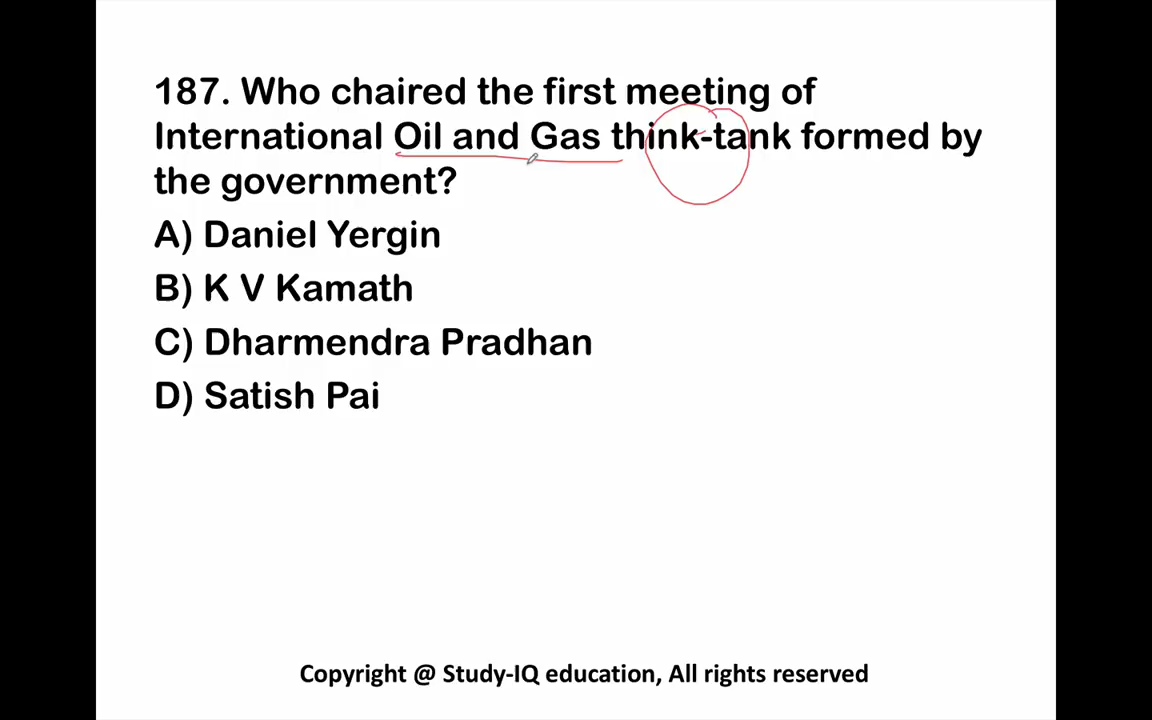 187. Who chaired the first meeting of
International Oil and Gas think-tank formed by
the government?
A) Daniel Yergin
B) K V Kamath
C) Dharmendra Pradhan
D) Satish Pai
Copyright @ Study-IQ education, All rights reserved